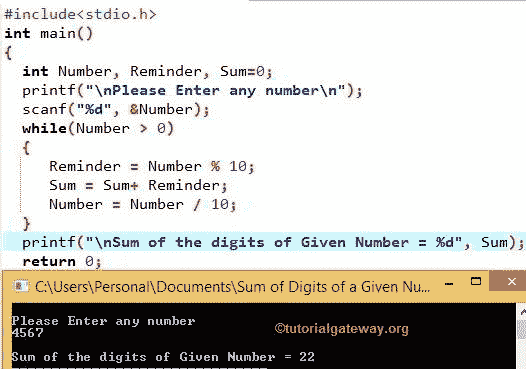 #include<stdio.h>
int main()
{
int Number, Reminder, Sum=0;
printf("\nPlease Enter any number\n");
scanf("%d", &Number);
while(Number > 0)
{
Reminder = Number % 10;
Sum = Sum+ Reminder;
Number = Number / 10;
}
printf("\nSum of the digits of Given Number = %d", Sum);
return 0;
C:\Users\Personal\Documents\Sum of Digits of a Given Nu...
Please Enter any number
4567
©tutorialgateway.org
Sum of the digits of Given Number = 22